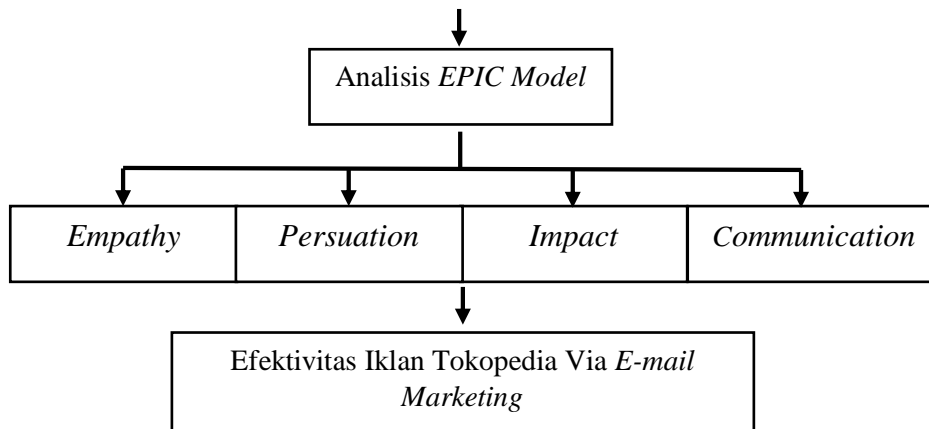 Analisis EPIC Model
Empathy
Persuation
Impact
Communication
Efektivitas Iklan Tokopedia Via E-mail
Marketing